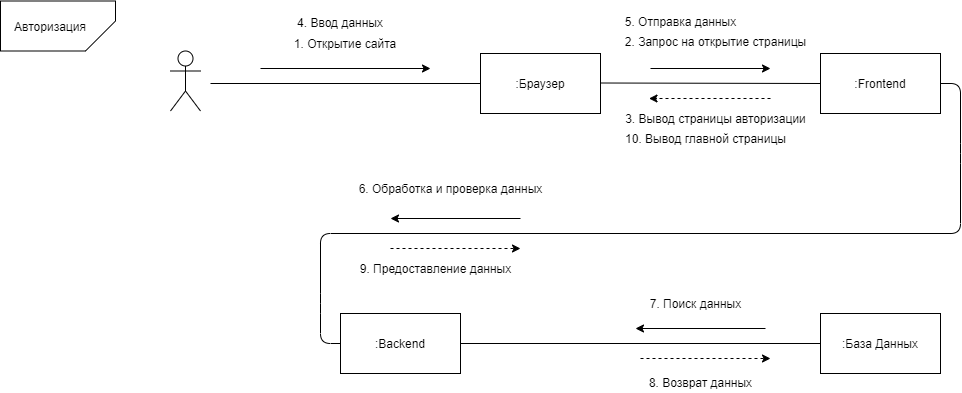 Авторизация
4. Ввод данных
1. Открытие сайта
5. Отправка данных
2. Запрос на открытие страницы
:Браузер
:Frontend
3. Вывод страницы авторизации
10. Вывод главной страницы
6. Обработка и проверка данных
9. Предоставление данных
7. Поиск данных
:Backend
:База Данных
8. Возврат данных